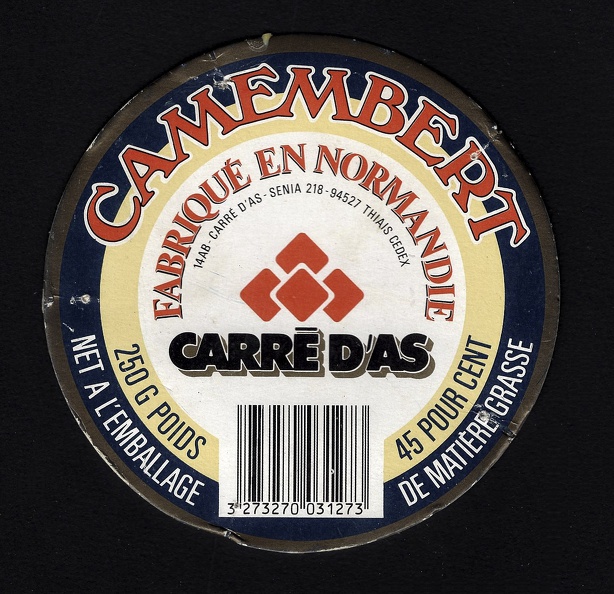 CAMEMBERT
FABRIQUÉ EN NORMANDIE
14AB - CARRÉ D'AS - SENIA 218 - 94527 THIAIS CEDEX
CARRÉ D'AS
250 G POIDS
NET A L'EMBALLAGE
45 POUR CENT
DE MATIÈRE GRASSE
3 273270 031273